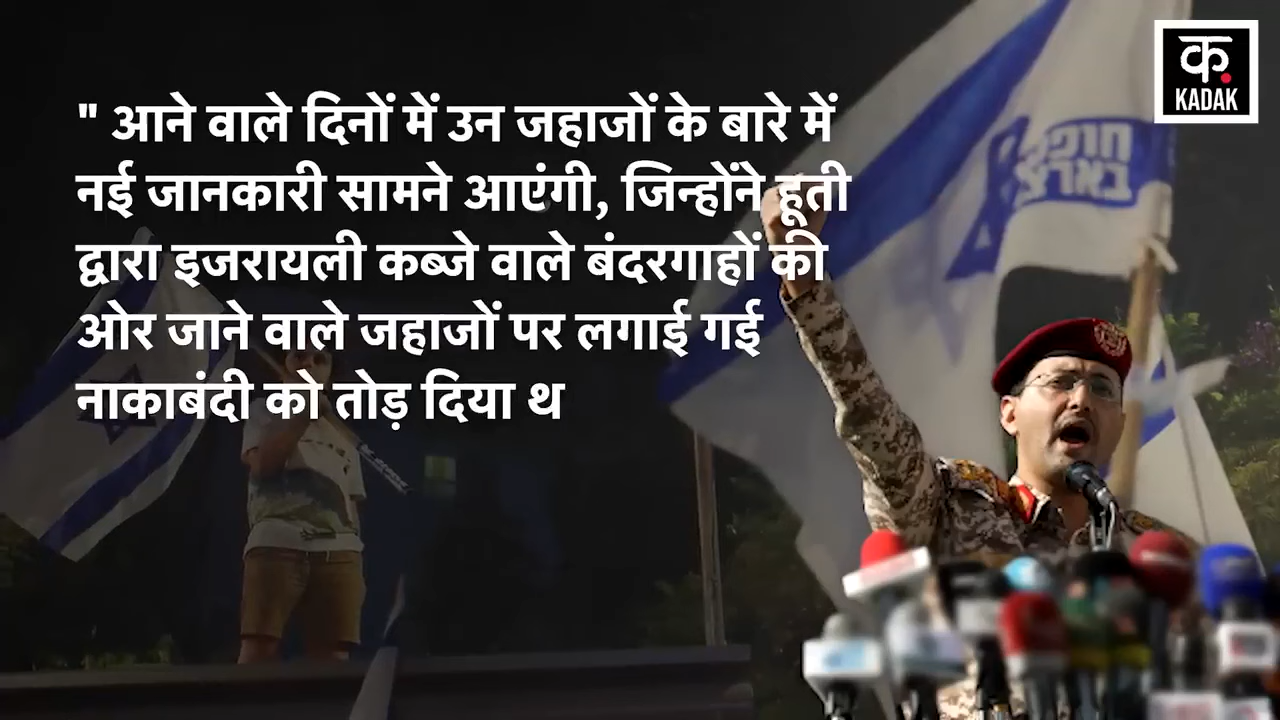 " आने वाले दिनों में उन जहाजों के बारे में
नई जानकारी सामने आएंगी, जिन्होंने हूती
द्वारा इजरायली कब्जे वाले बंदरगाहों की
ओर जाने वाले जहाजों पर लगाई गई
नाकाबंदी को तोड़ दिया थ
क.
KADAK